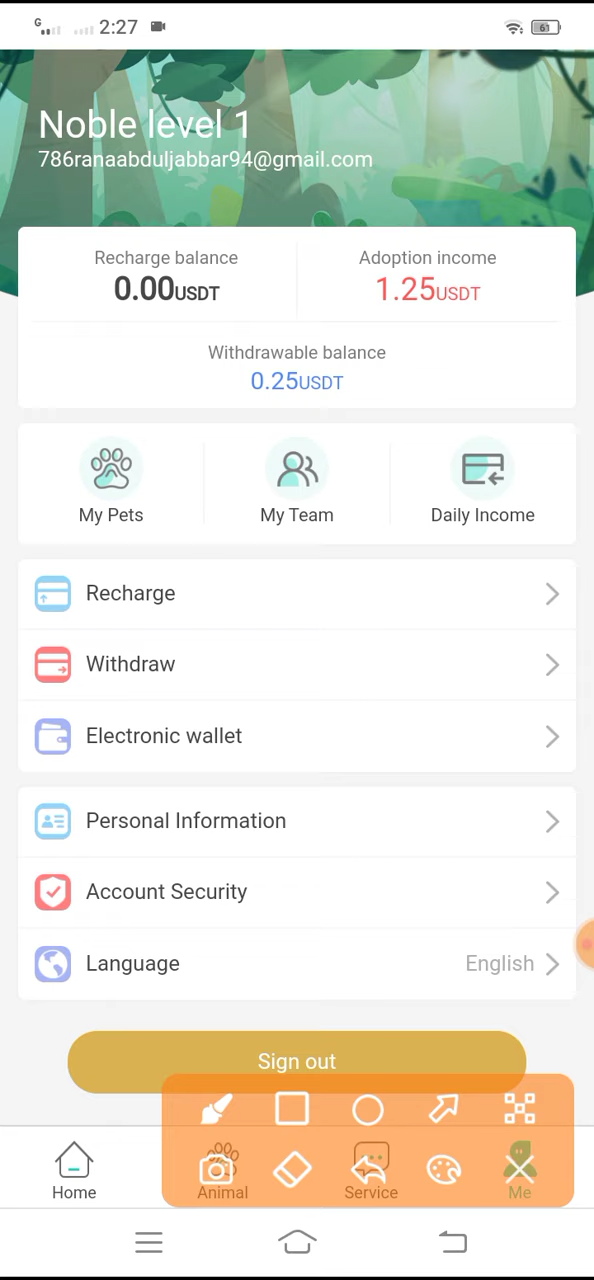 G 2:27 61
Noble level 1
786ranaabduljabbar94@gmail.com
Recharge balance
0.00USDT
Adoption income
1.25USDT
Withdrawable balance
0.25USDT
My Pets
My Team
Daily Income
Recharge
Withdraw
Electronic wallet
Personal Information
Account Security
Language English
Sign out
Home
Animal
Service
Me